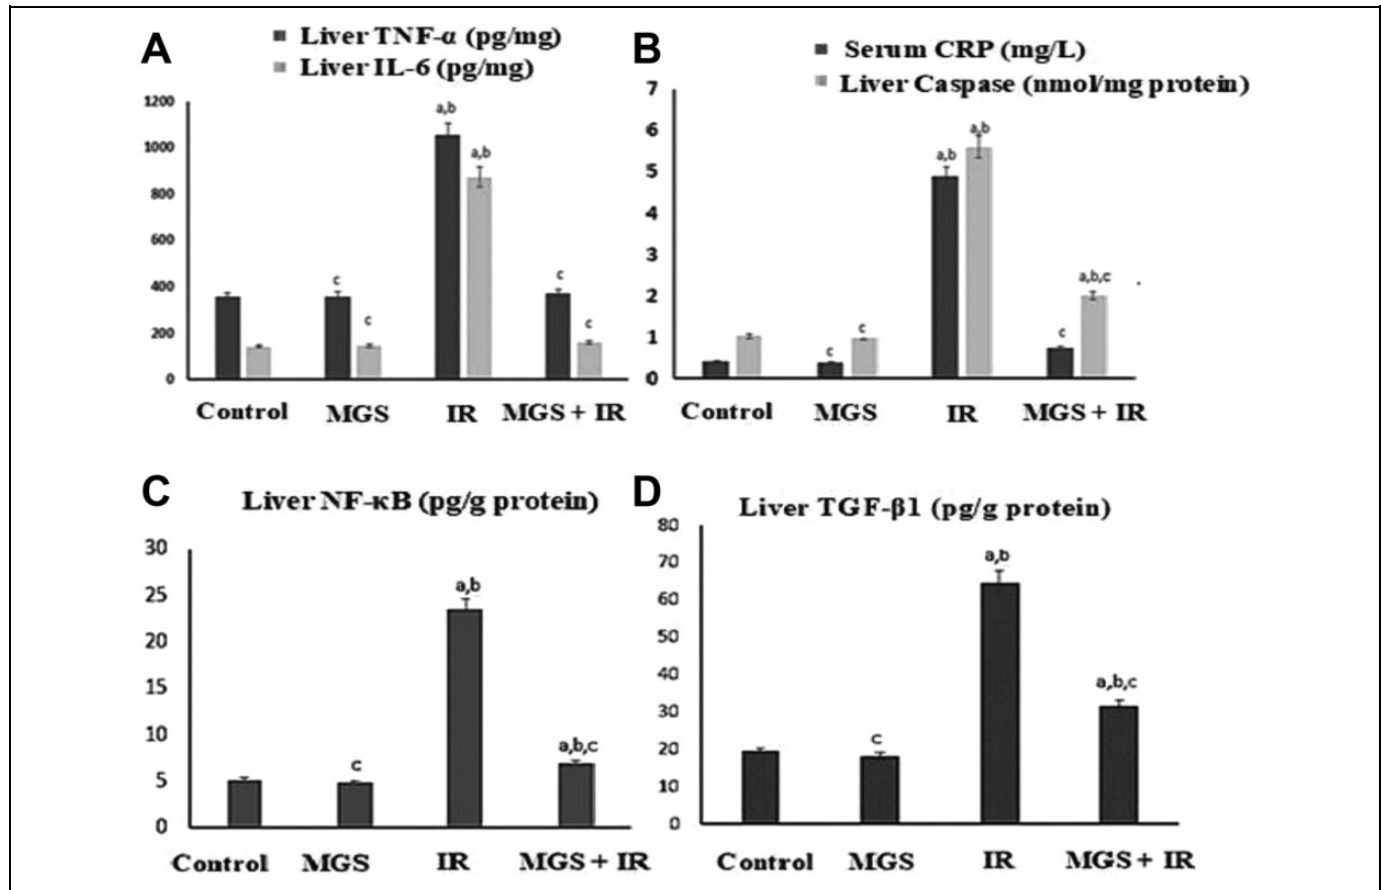 A
Liver TNF-α (pg/mg)
Liver IL-6 (pg/mg)
1200
1000
800
600
400
200
0
a,b
a,b
c
c
c
c
Control MGS IR MGS + IR
B
Serum CRP (mg/L)
Liver Caspase (nmol/mg protein)
7
6
5
4
3
2
1
0
a,b
a,b
a,b,c
c
c
c
Control MGS IR MGS + IR
C
Liver NF-κB (pg/g protein)
30
25
20
15
10
5
0
a,b
a,b,c
c
Control MGS IR MGS + IR
D
Liver TGF-β1 (pg/g protein)
80
70
60
50
40
30
20
10
0
a,b
a,b,c
c
Control MGS IR MGS + IR